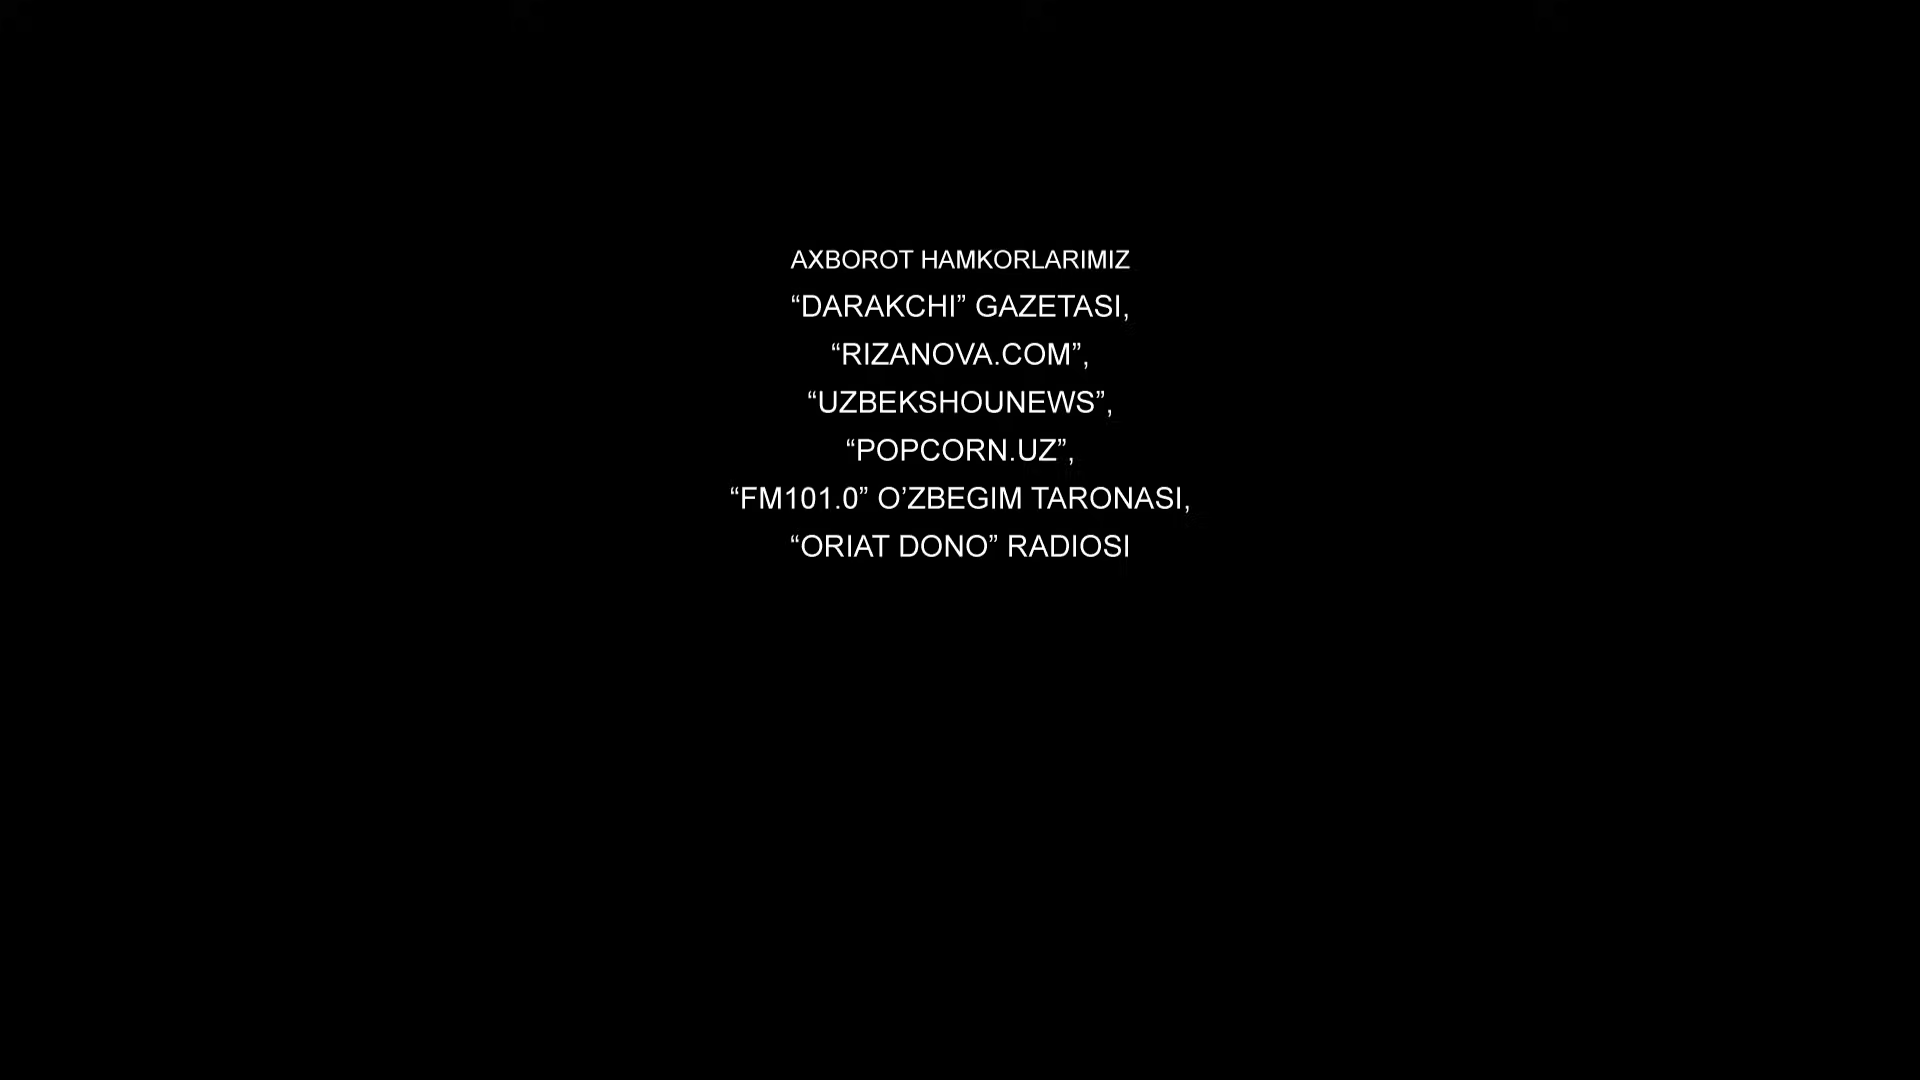 AXBOROT HAMKORLARIMIZ
“DARAKCHI” GAZETASI,
“RIZANOVA.COM”,
“UZBEKSHOUNEWS”,
“POPCORN.UZ”,
“FM101.0” O’ZBEGIM TARONASI,
“ORIAT DONO” RADIOSI